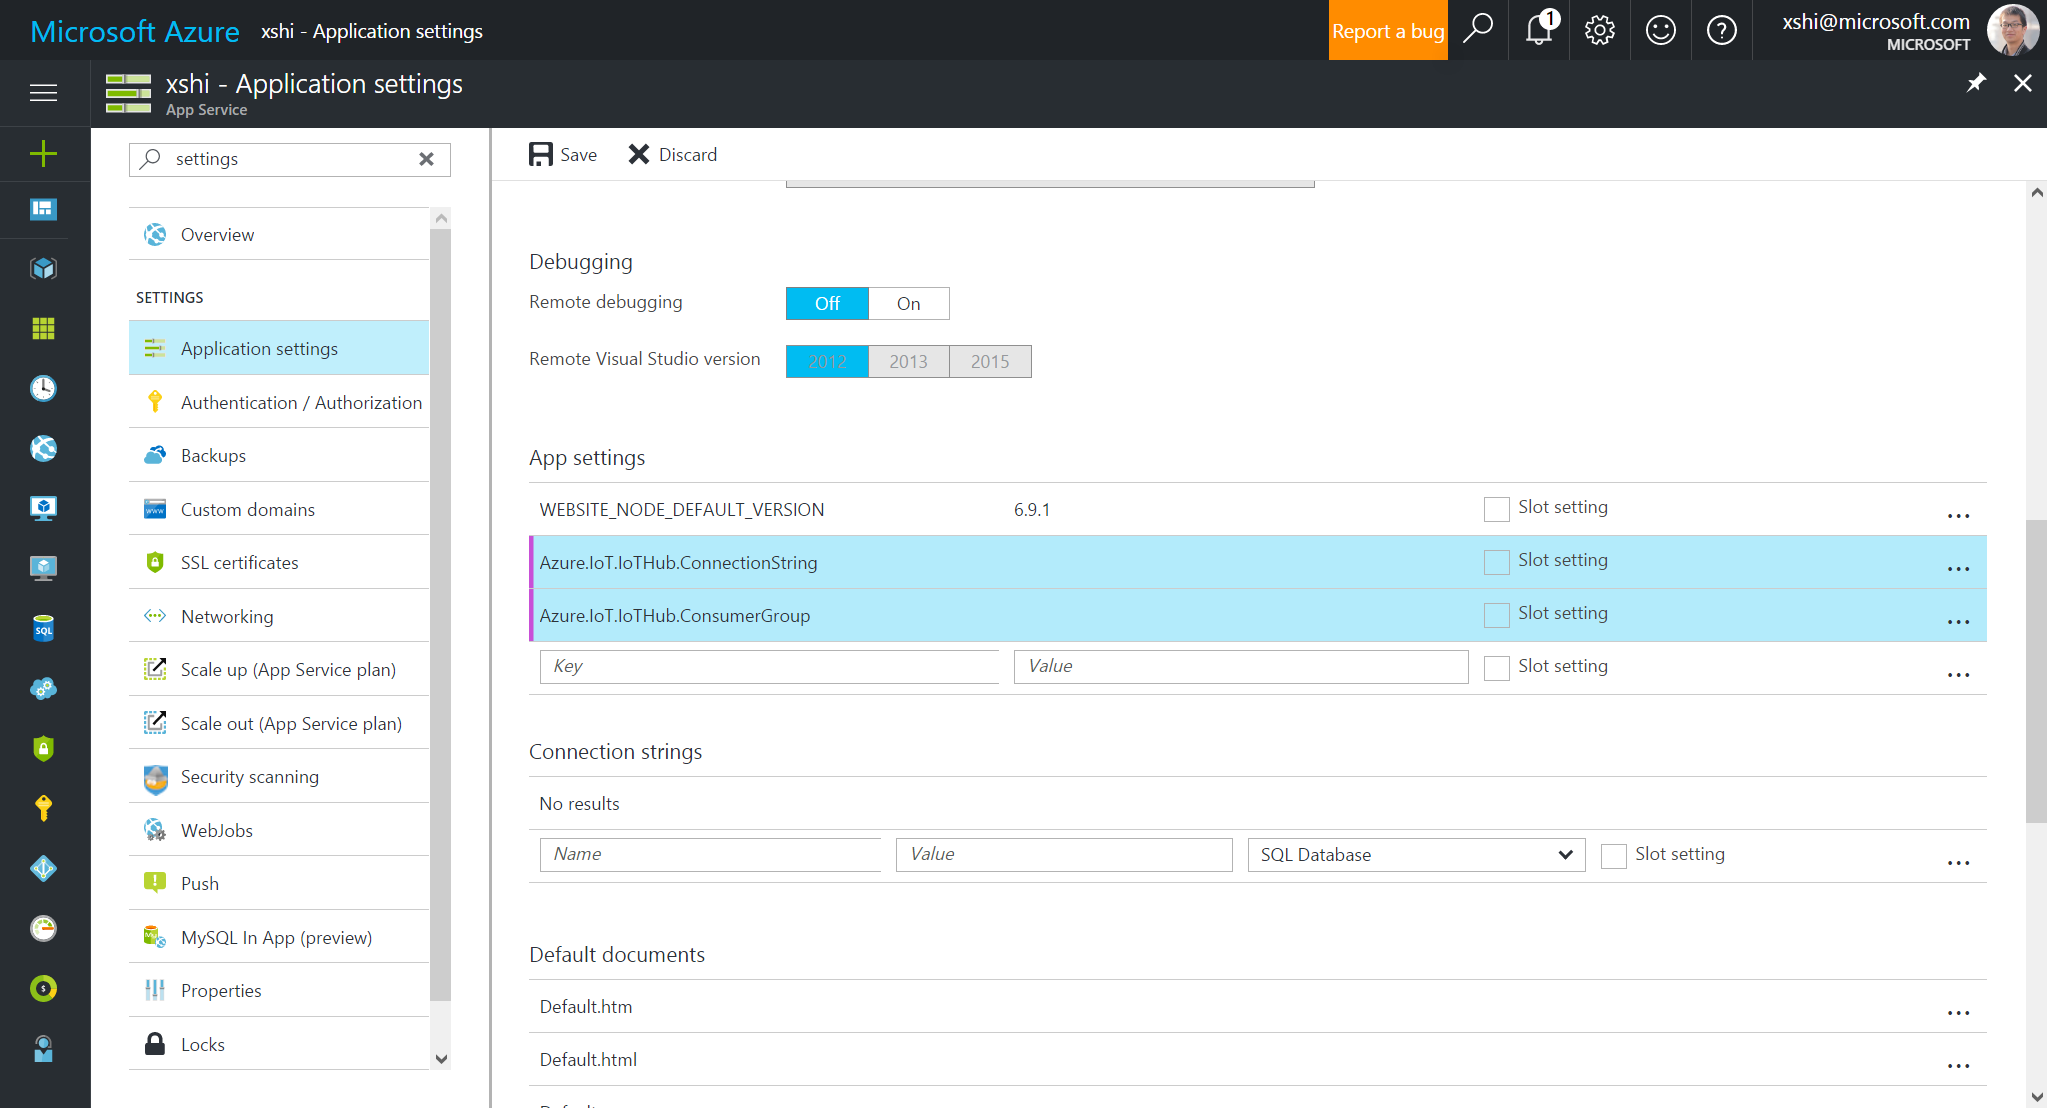 Microsoft Azure xshi - Application settings Report a bug 1 xshi@microsoft.com
MICROSOFT
xshi - Application settings
App Service
settings
Overview
SETTINGS
Application settings
Authentication / Authorization
Backups
Custom domains
SSL certificates
Networking
Scale up (App Service plan)
Scale out (App Service plan)
Security scanning
WebJobs
Push
MySQL In App (preview)
Properties
Locks
Save Discard
Debugging
Remote debugging Off On
Remote Visual Studio version 2012 2013 2015
App settings
WEBSITE_NODE_DEFAULT_VERSION 6.9.1 Slot setting ...
Azure.IoT.IoTHub.ConnectionString Slot setting ...
Azure.IoT.IoTHub.ConsumerGroup Slot setting ...
Key Value Slot setting ...
Connection strings
No results
Name Value SQL Database Slot setting ...
Default documents
Default.htm ...
Default.html ...